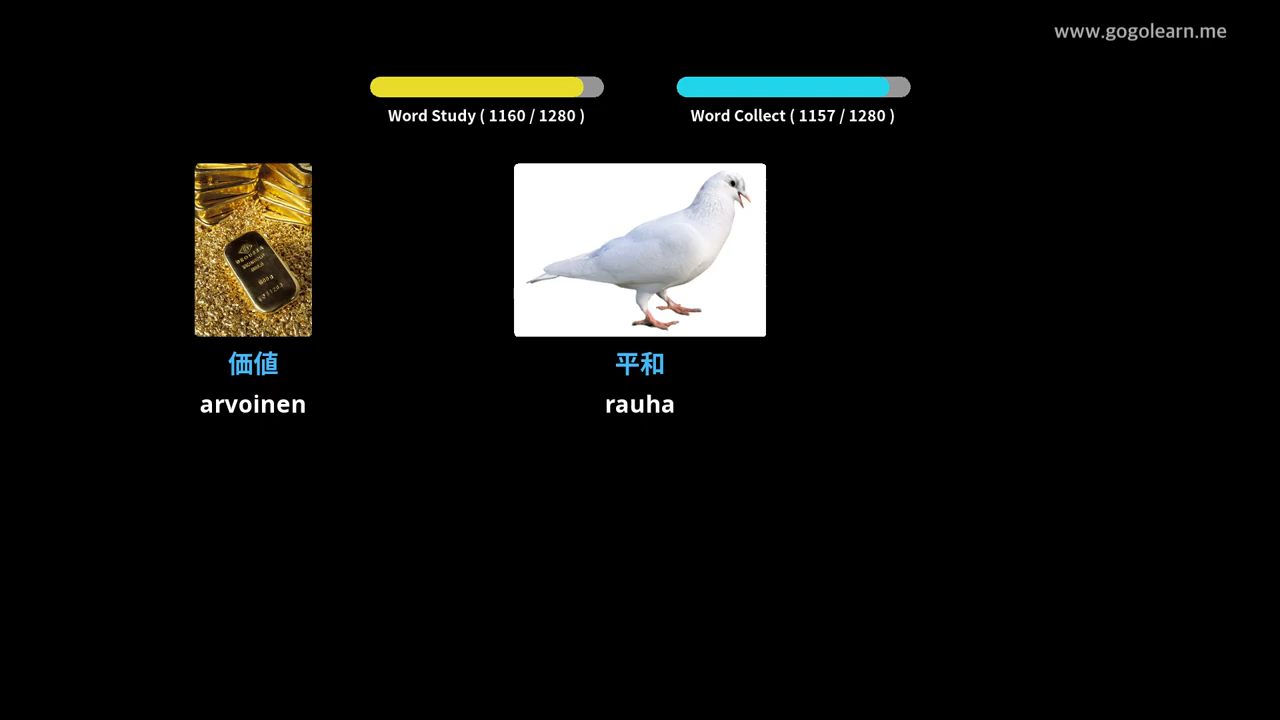 www.gogolearn.me
Word Study ( 1160 / 1280 )
Word Collect ( 1157 / 1280 )
価値
arvoinen
平和
rauha